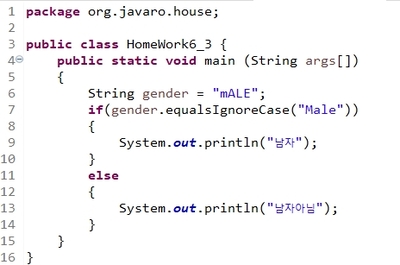 1 package org.javaro.house;
2
3 public class HomeWork6_3 {
4 public static void main (String args[])
5 {
6 String gender = "mALE";
7 if(gender.equalsIgnoreCase("Male"))
8 {
9 System.out.println("남자");
10 }
11 else
12 {
13 System.out.println("남자아님");
14 }
15 }
16 }